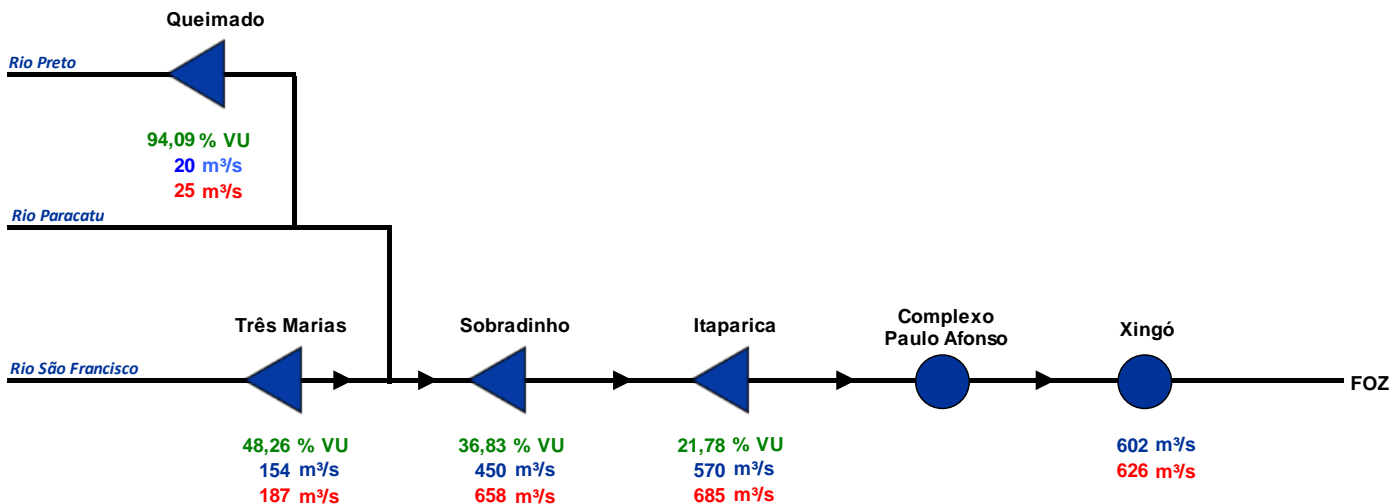 Queimado
Rio Preto
94,09 % VU
20 m³/s
25 m³/s
Rio Paracatu
Três Marias
Sobradinho
Itaparica
Complexo
Paulo Afonso
Xingó
Rio São Francisco
FOZ
48,26 % VU
154 m³/s
187 m³/s
36,83 % VU
450 m³/s
658 m³/s
21,78 % VU
570 m³/s
685 m³/s
602 m³/s
626 m³/s